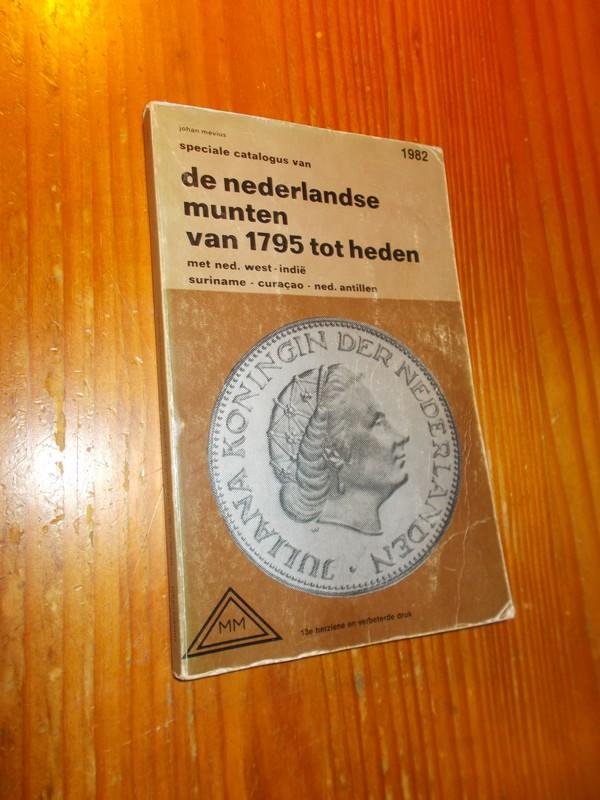 johan mevius
speciale catalogus van
1982
de nederlandse
munten
van 1795 tot heden
met ned. west-indië
suriname - curaçao - ned. antillen
JULIANA KONINGIN DER NEDERLANDEN
MM
13e herziene en verbeterde druk